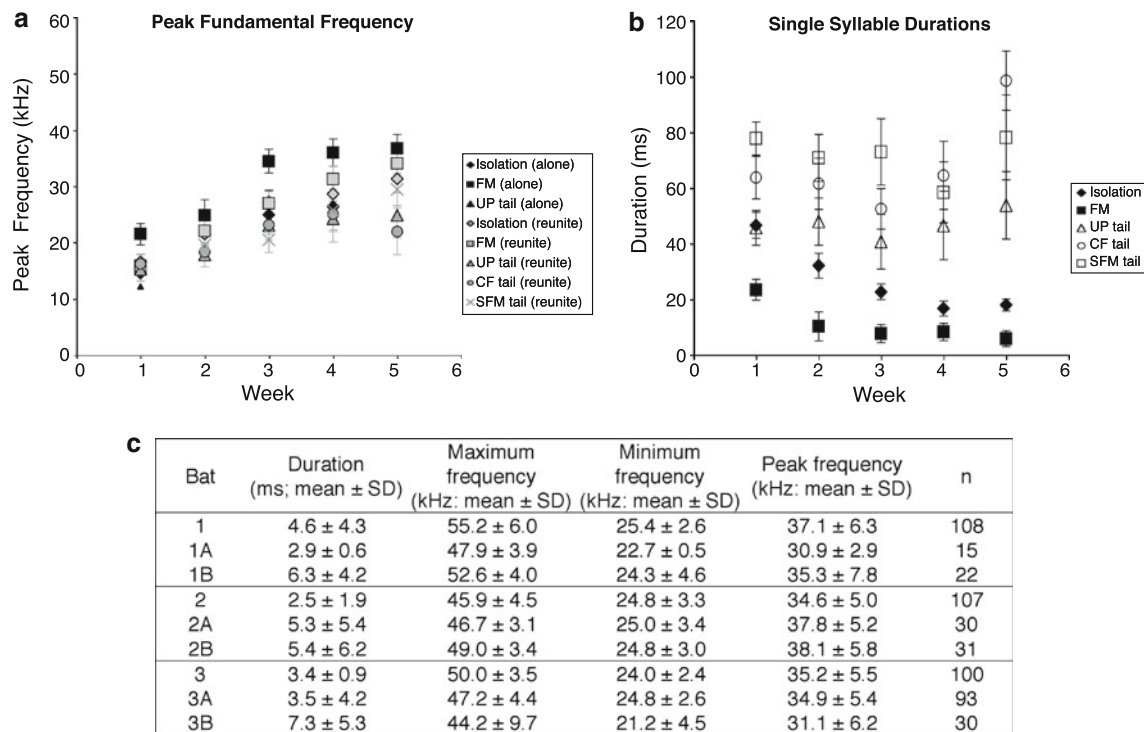 a
Peak Fundamental Frequency
60
50
40
30
20
10
0
Peak Frequency (kHz)
0 1 2 3 4 5 6
Week
Isolation (alone)
FM (alone)
UP tail (alone)
Isolation (reunite)
FM (reunite)
UP tail (reunite)
CF tail (reunite)
SFM tail (reunite)
b
Single Syllable Durations
120
100
80
60
40
20
0
Duration (ms)
0 1 2 3 4 5 6
Week
Isolation
FM
UP tail
CF tail
SFM tail
c
Bat Duration (ms; mean ± SD) Maximum frequency (kHz: mean ± SD) Minimum frequency (kHz: mean ± SD) Peak frequency (kHz: mean ± SD) n
1 4.6 ± 4.3 55.2 ± 6.0 25.4 ± 2.6 37.1 ± 6.3 108
1A 2.9 ± 0.6 47.9 ± 3.9 22.7 ± 0.5 30.9 ± 2.9 15
1B 6.3 ± 4.2 52.6 ± 4.0 24.3 ± 4.6 35.3 ± 7.8 22
2 2.5 ± 1.9 45.9 ± 4.5 24.8 ± 3.3 34.6 ± 5.0 107
2A 5.3 ± 5.4 46.7 ± 3.1 25.0 ± 3.4 37.8 ± 5.2 30
2B 5.4 ± 6.2 49.0 ± 3.4 24.8 ± 3.0 38.1 ± 5.8 31
3 3.4 ± 0.9 50.0 ± 3.5 24.0 ± 2.4 35.2 ± 5.5 100
3A 3.5 ± 4.2 47.2 ± 4.4 24.8 ± 2.6 34.9 ± 5.4 93
3B 7.3 ± 5.3 44.2 ± 9.7 21.2 ± 4.5 31.1 ± 6.2 30